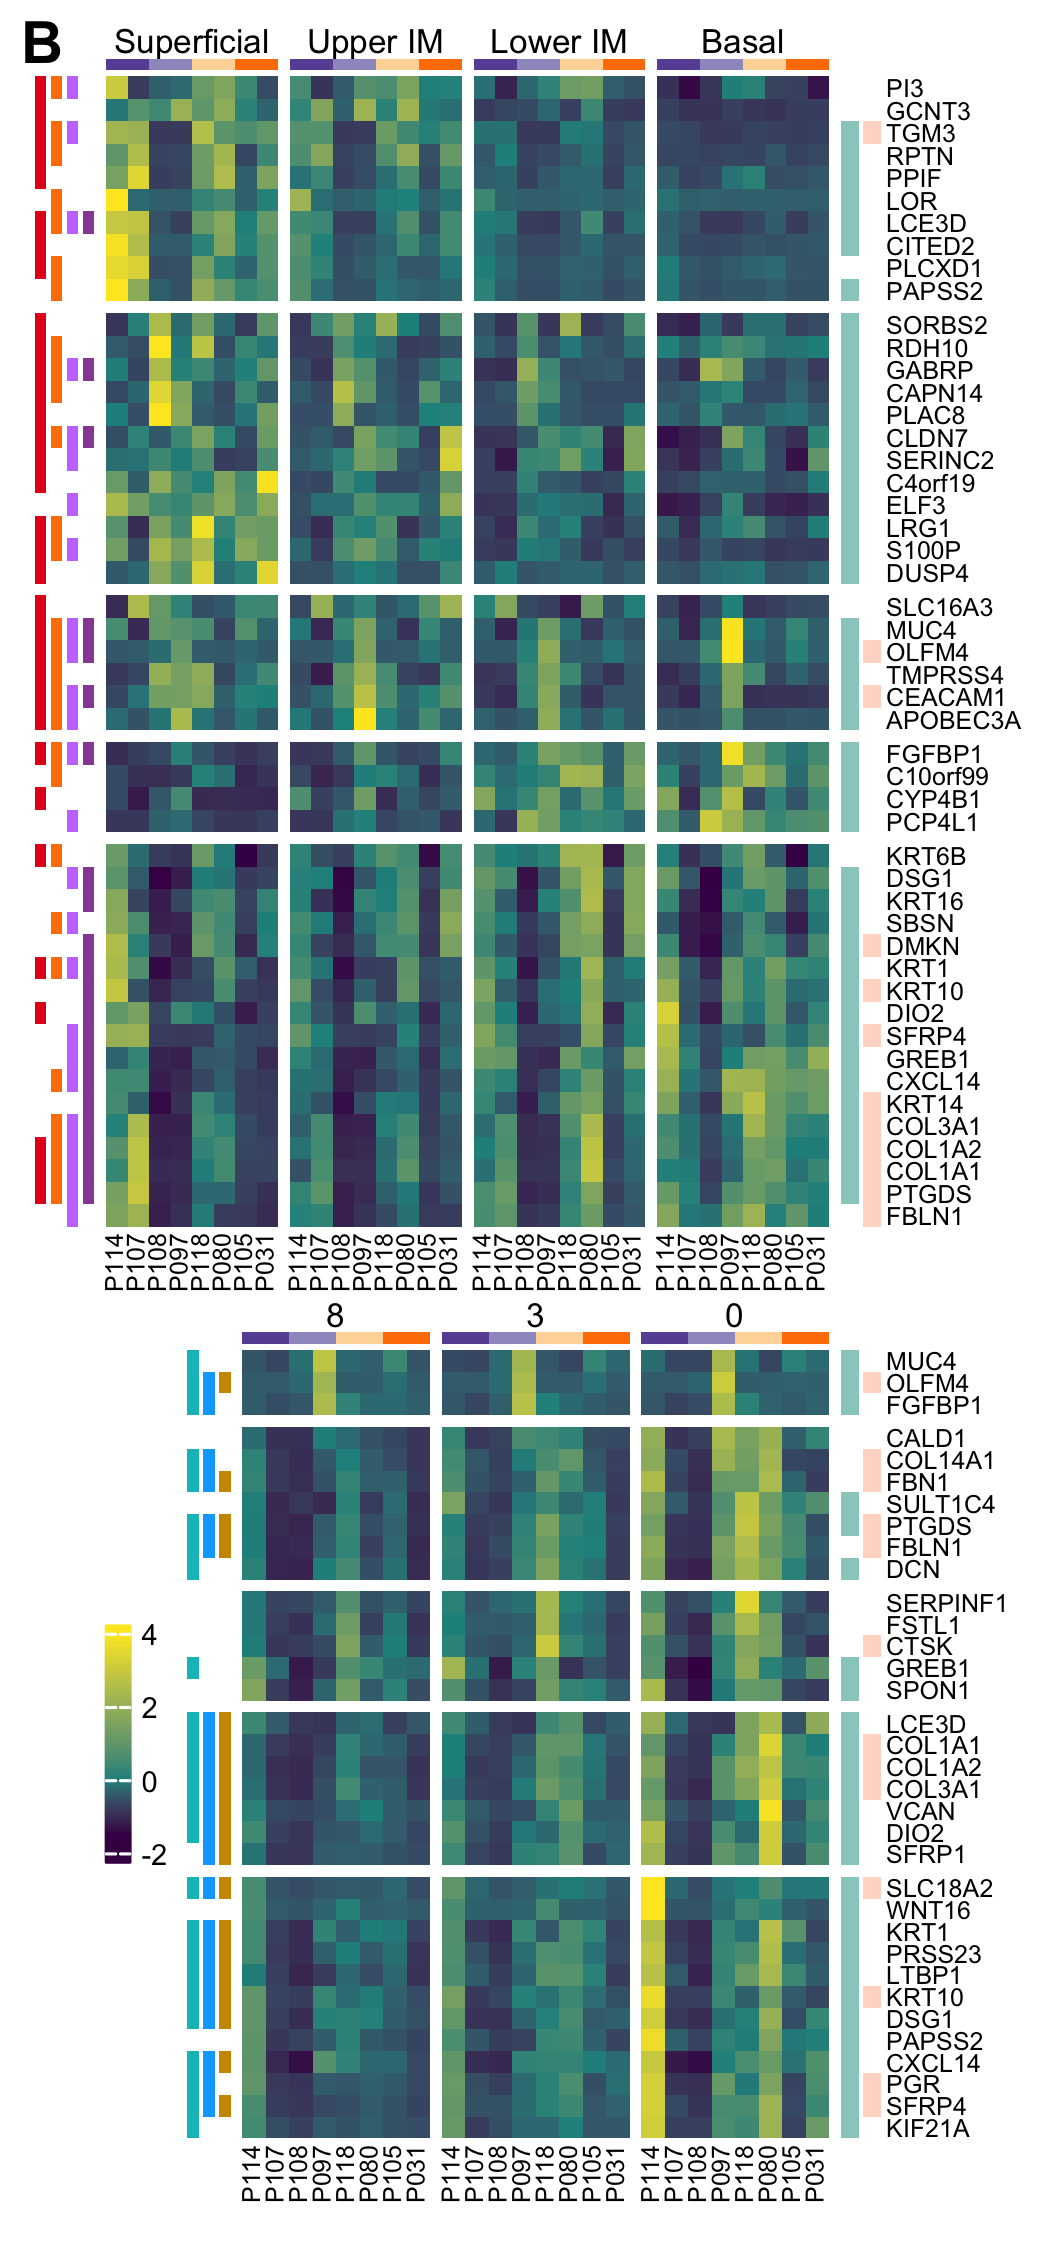 B
Superficial Upper IM Lower IM Basal
PI3
GCNT3
TGM3
RPTN
PPIF
LOR
LCE3D
CITED2
PLCXD1
PAPSS2
SORBS2
RDH10
GABRP
CAPN14
PLAC8
CLDN7
SERINC2
C4orf19
ELF3
LRG1
S100P
DUSP4
SLC16A3
MUC4
OLFM4
TMPRSS4
CEACAM1
APOBEC3A
FGFBP1
C10orf99
CYP4B1
PCP4L1
KRT6B
DSG1
KRT16
SBSN
DMKN
KRT1
KRT10
DIO2
SFRP4
GREB1
CXCL14
KRT14
COL3A1
COL1A2
COL1A1
PTGDS
FBLN1
P114 P107 P108 P097 P118 P080 P105 P031 P114 P107 P108 P097 P118 P080 P105 P031 P114 P107 P108 P097 P118 P080 P105 P031 P114 P107 P108 P097 P118 P080 P105 P031
8 3 0
MUC4
OLFM4
FGFBP1
CALD1
COL14A1
FBN1
SULT1C4
PTGDS
FBLN1
DCN
SERPINF1
FSTL1
CTSK
GREB1
SPON1
LCE3D
COL1A1
COL1A2
COL3A1
VCAN
DIO2
SFRP1
SLC18A2
WNT16
KRT1
PRSS23
LTBP1
KRT10
DSG1
PAPSS2
CXCL14
PGR
SFRP4
KIF21A
4
2
0
-2
P114 P107 P108 P097 P118 P080 P105 P031 P114 P107 P108 P097 P118 P080 P105 P031 P114 P107 P108 P097 P118 P080 P105 P031